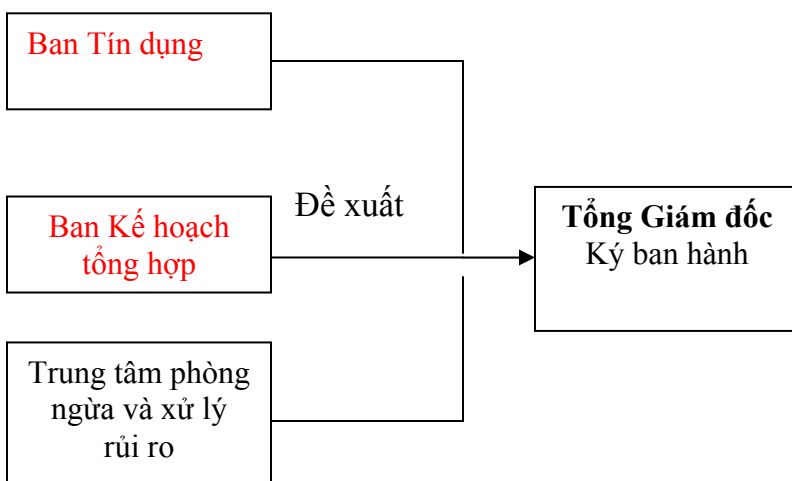 Ban Tín dụng
Ban Kế hoạch
tổng hợp
Trung tâm phòng
ngừa và xử lý
rủi ro
Đề xuất
Tổng Giám đốc
Ký ban hành